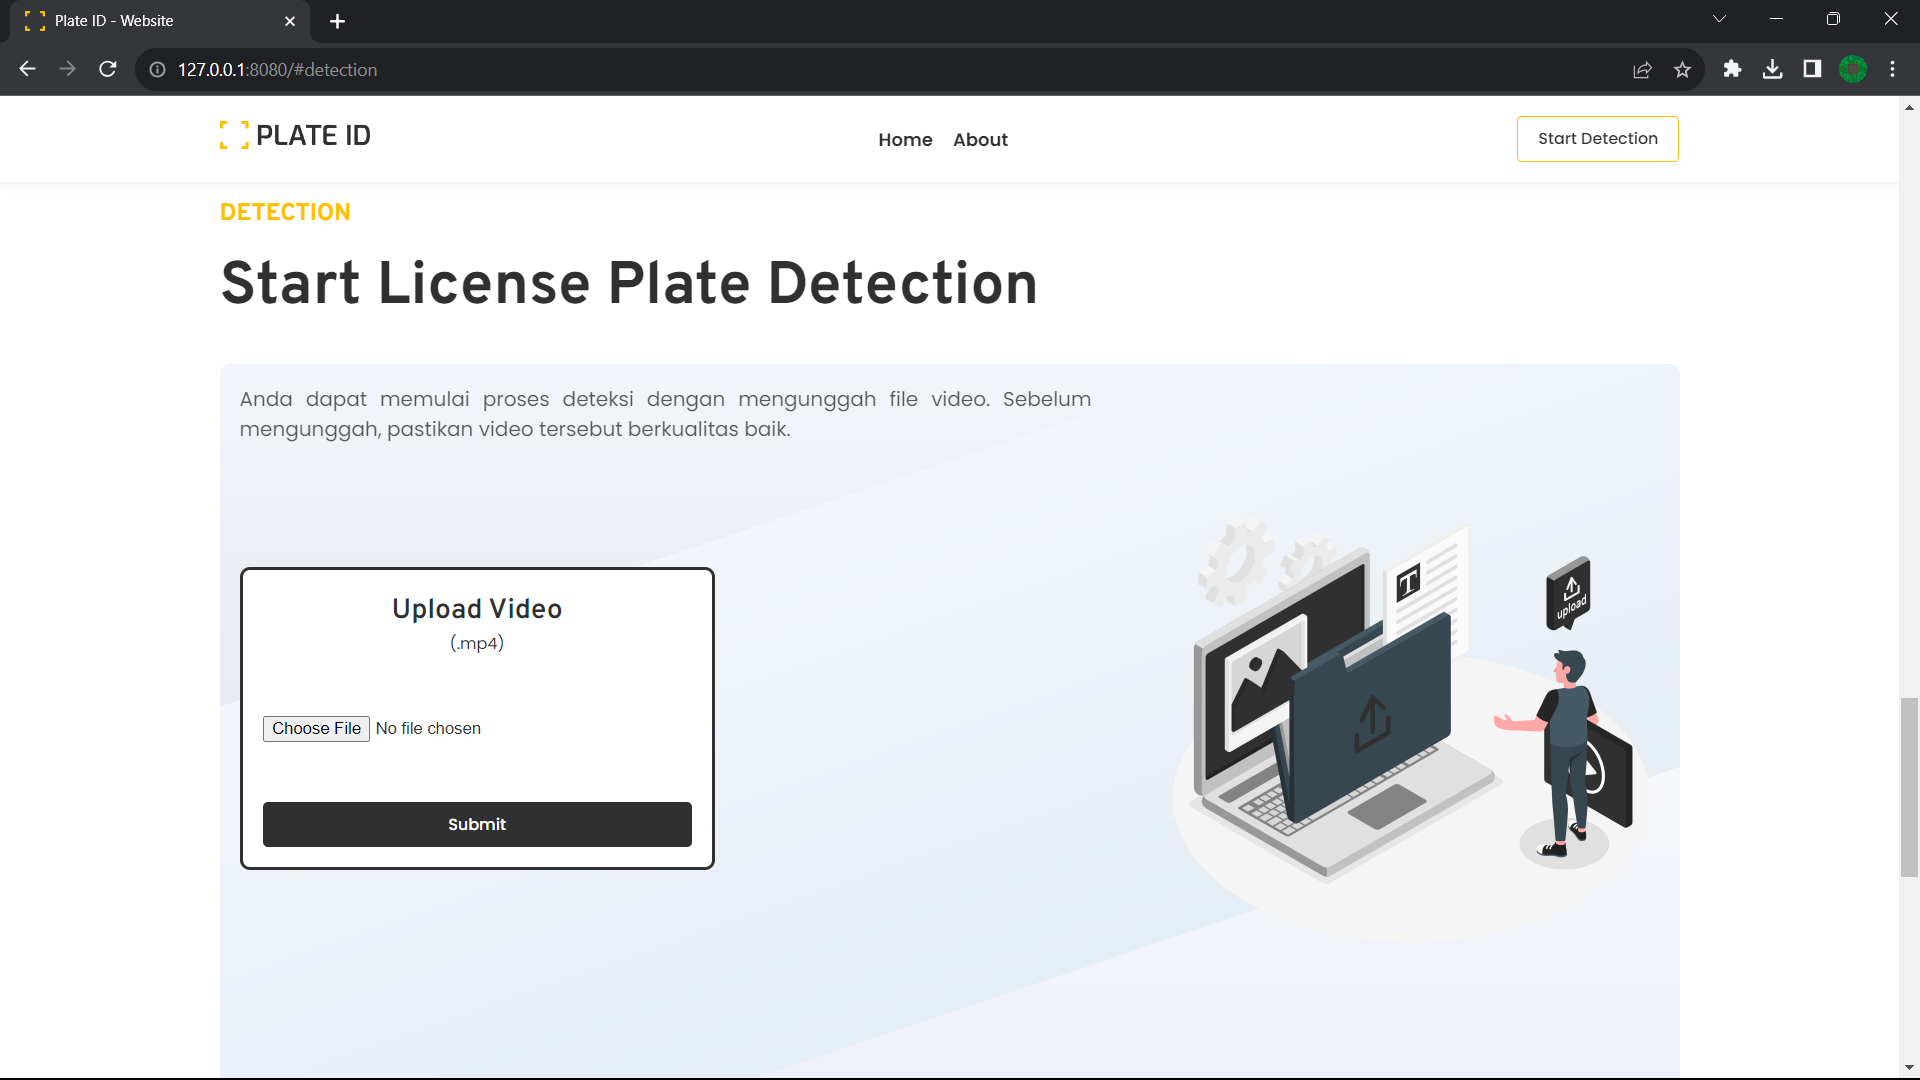 Plate ID - Website
127.0.0.1:8080/#detection
PLATE ID
Home About
Start Detection
DETECTION
Start License Plate Detection
Anda dapat memulai proses deteksi dengan mengunggah file video. Sebelum
mengunggah, pastikan video tersebut berkualitas baik.
Upload Video
(.mp4)
Choose File No file chosen
Submit
T
upload